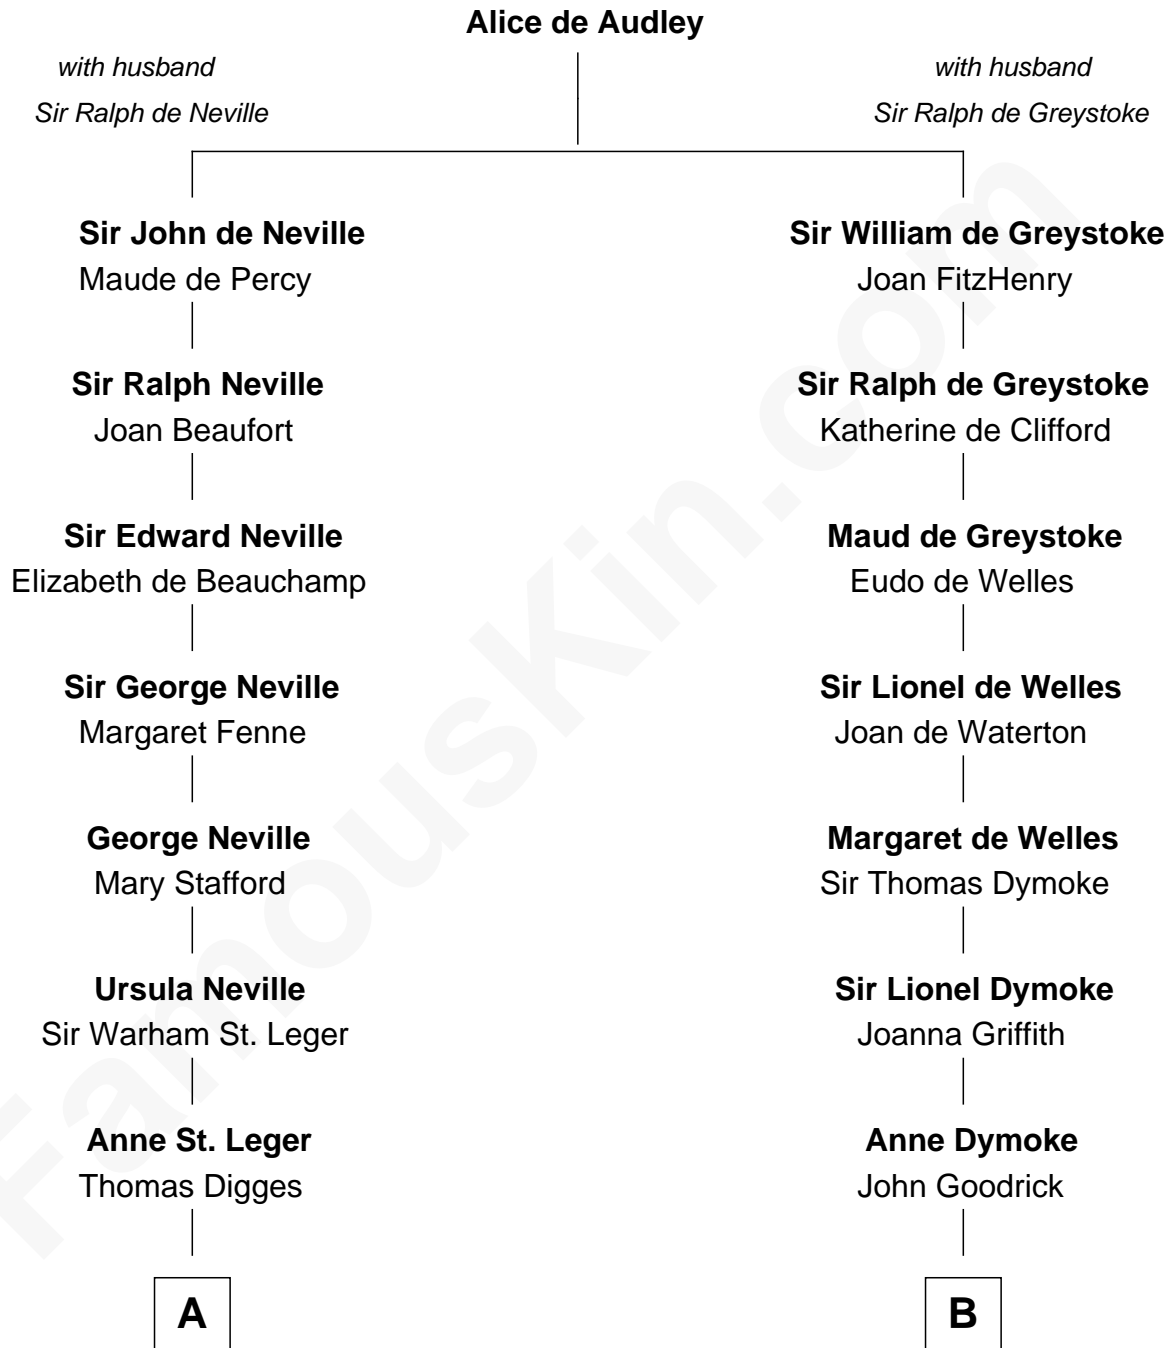 Alice de Audley
with husband
Sir Ralph de Neville
with husband
Sir Ralph de Greystoke
Sir John de Neville
Maude de Percy
Sir William de Greystoke
Joan FitzHenry
Sir Ralph Neville
Joan Beaufort
Sir Ralph de Greystoke
Katherine de Clifford
Sir Edward Neville
Elizabeth de Beauchamp
Maud de Greystoke
Eudo de Welles
Sir George Neville
Margaret Fenne
Sir Lionel de Welles
Joan de Waterton
George Neville
Mary Stafford
Margaret de Welles
Sir Thomas Dymoke
Ursula Neville
Sir Warham St. Leger
Sir Lionel Dymoke
Joanna Griffith
Anne St. Leger
Thomas Digges
Anne Dymoke
John Goodrick
A
B
FamousKin.com